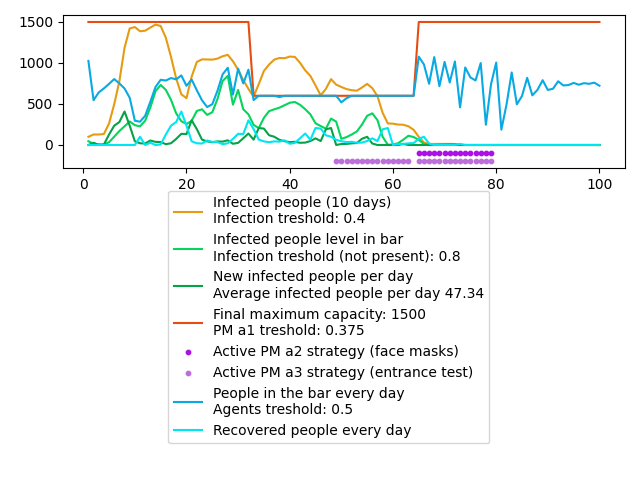 1500
1000
500
0
0 20 40 60 80 100
Infected people (10 days)
Infection treshold: 0.4
Infected people level in bar
Infection treshold (not present): 0.8
New infected people per day
Average infected people per day 47.34
Final maximum capacity: 1500
PM a1 treshold: 0.375
Active PM a2 strategy (face masks)
Active PM a3 strategy (entrance test)
People in the bar every day
Agents treshold: 0.5
Recovered people every day